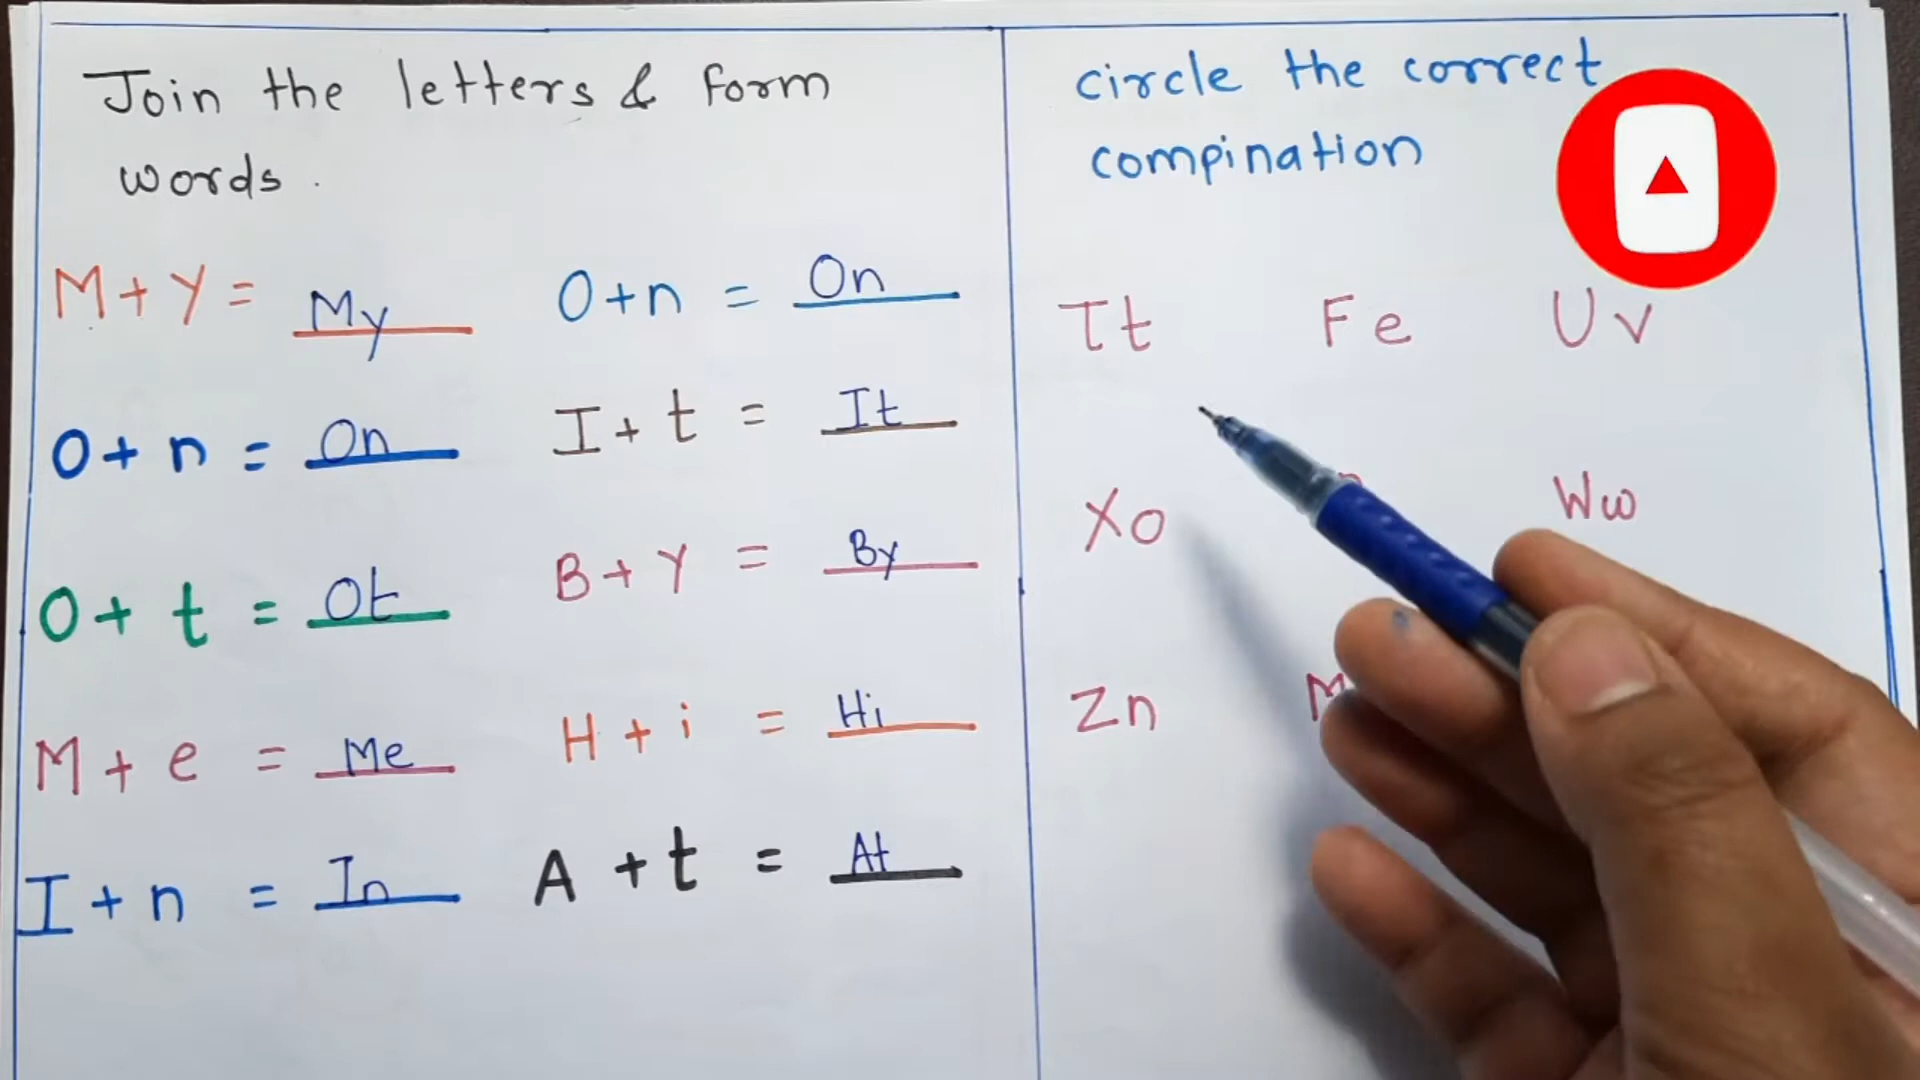 Join the letters & form
words.
M + y = My
O + n = On
O + t = Ot
M + e = Me
I + n = In
O + n = On
I + t = It
B + y = By
H + i = Hi
A + t = At
circle the correct
compination
Tt Fe Uv
Xo Ww
Zn M